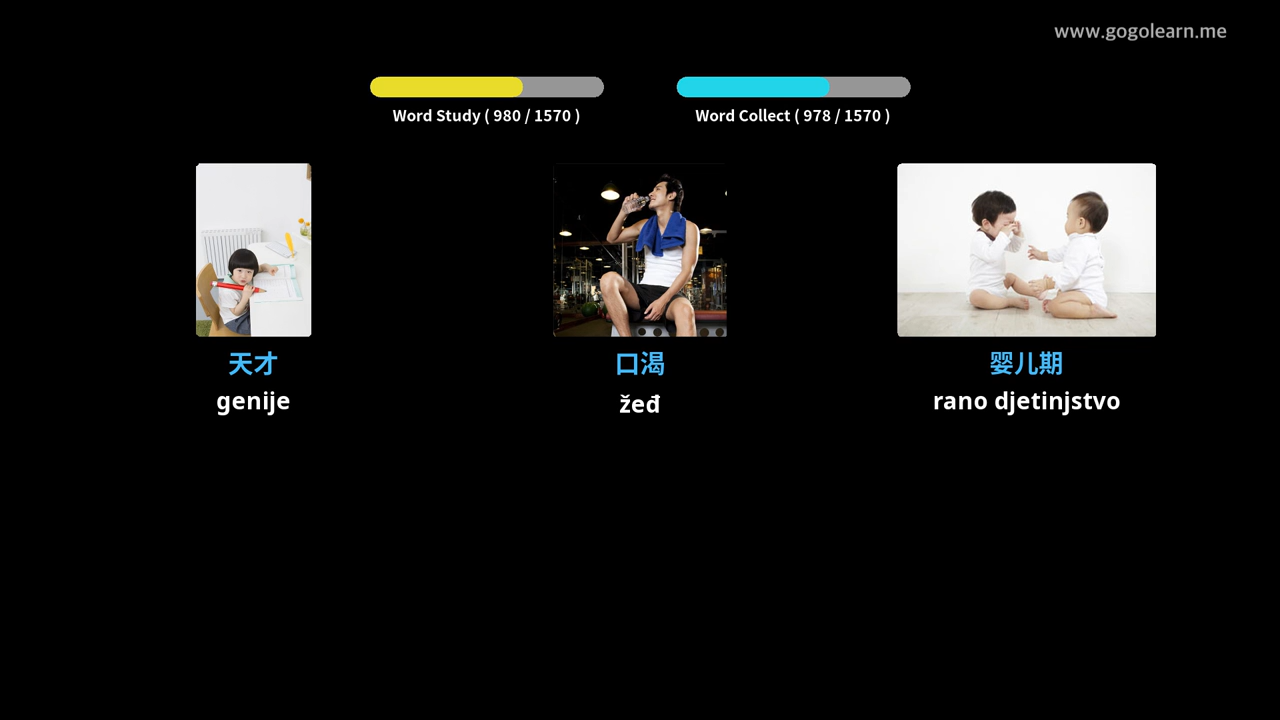 www.gogolearn.me
Word Study ( 980 / 1570 )
Word Collect ( 978 / 1570 )
天才
genije
口渴
žeđ
婴儿期
rano djetinjstvo